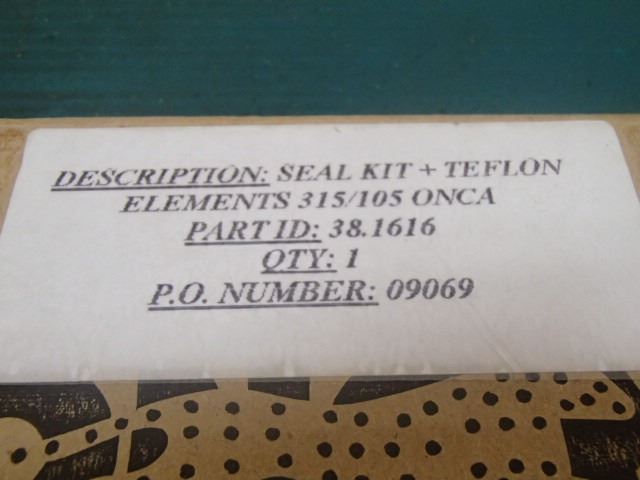 DESCRIPTION: SEAL KIT + TEFLON
ELEMENTS 315/105 ONCA
PART ID: 38.1616
QTY: 1
P.O. NUMBER: 09069